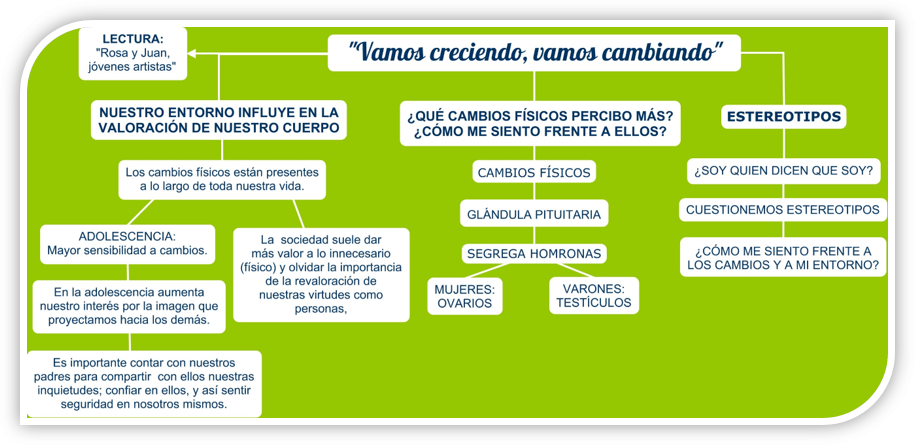 LECTURA:
"Rosa y Juan,
jóvenes artistas"
"Vamos creciendo, vamos cambiando"
NUESTRO ENTORNO INFLUYE EN LA
VALORACIÓN DE NUESTRO CUERPO
Los cambios físicos están presentes
a lo largo de toda nuestra vida.
ADOLESCENCIA:
Mayor sensibilidad a cambios.
En la adolescencia aumenta
nuestro interés por la imagen que
proyectamos hacia los demás.
Es importante contar con nuestros
padres para compartir con ellos nuestras
inquietudes; confiar en ellos, y así sentir
seguridad en nosotros mismos.
La sociedad suele dar
más valor a lo innecesario
(físico) y olvidar la importancia
de la revaloración de
nuestras virtudes como
personas,
¿QUÉ CAMBIOS FÍSICOS PERCIBO MÁS?
¿CÓMO ME SIENTO FRENTE A ELLOS?
CAMBIOS FÍSICOS
GLÀNDULA PITUITARIA
SEGREGA HOMRONAS
MUJERES:
OVARIOS
VARONES:
TESTÍCULOS
ESTEREOTIPOS
¿SOY QUIEN DICEN QUE SOY?
CUESTIONEMOS ESTEREOTIPOS
¿CÓMO ME SIENTO FRENTE A
LOS CAMBIOS Y A MI ENTORNO?